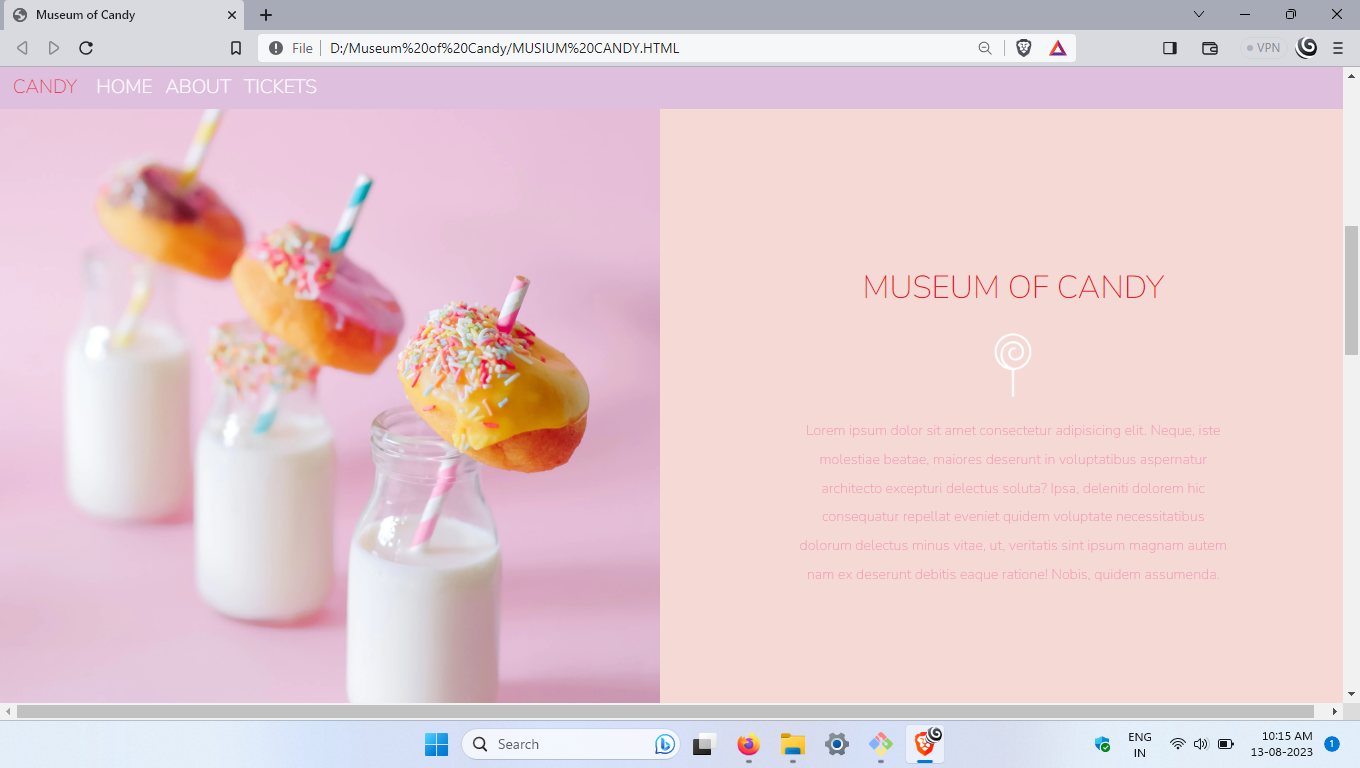 Museum of Candy
File
D:/Museum%20of%20Candy/MUSIUM%20CANDY.HTML
VPN
CANDY HOME ABOUT TICKETS
MUSEUM OF CANDY
Lorem ipsum dolor sit amet consectetur adipisicing elit. Neque, iste
molestiae beatae, maiores deserunt in voluptatibus aspernatur
architecto excepturi delectus soluta? Ipsa, deleniti dolorem hic
consequatur repellat eveniet quidem voluptate necessitatibus
dolorum delectus minus vitae, ut, veritatis sint ipsum magnam autem
nam ex deserunt debitis eaque ratione! Nobis, quidem assumenda.
Search
ENG
IN
10:15 AM
13-08-2023
1